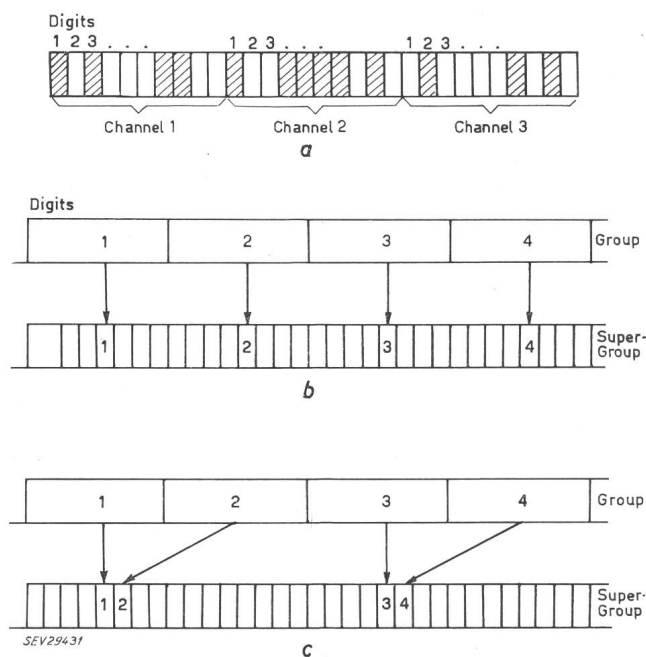 Digits
1 2 3 . . . 1 2 3 . . . 1 2 3 . . .
Channel 1 Channel 2 Channel 3
a
Digits
1 2 3 4 Group
1 2 3 4 Super-
Group
b
1 2 3 4 Group
1 2 3 4 Super-
Group
SEV29431
c